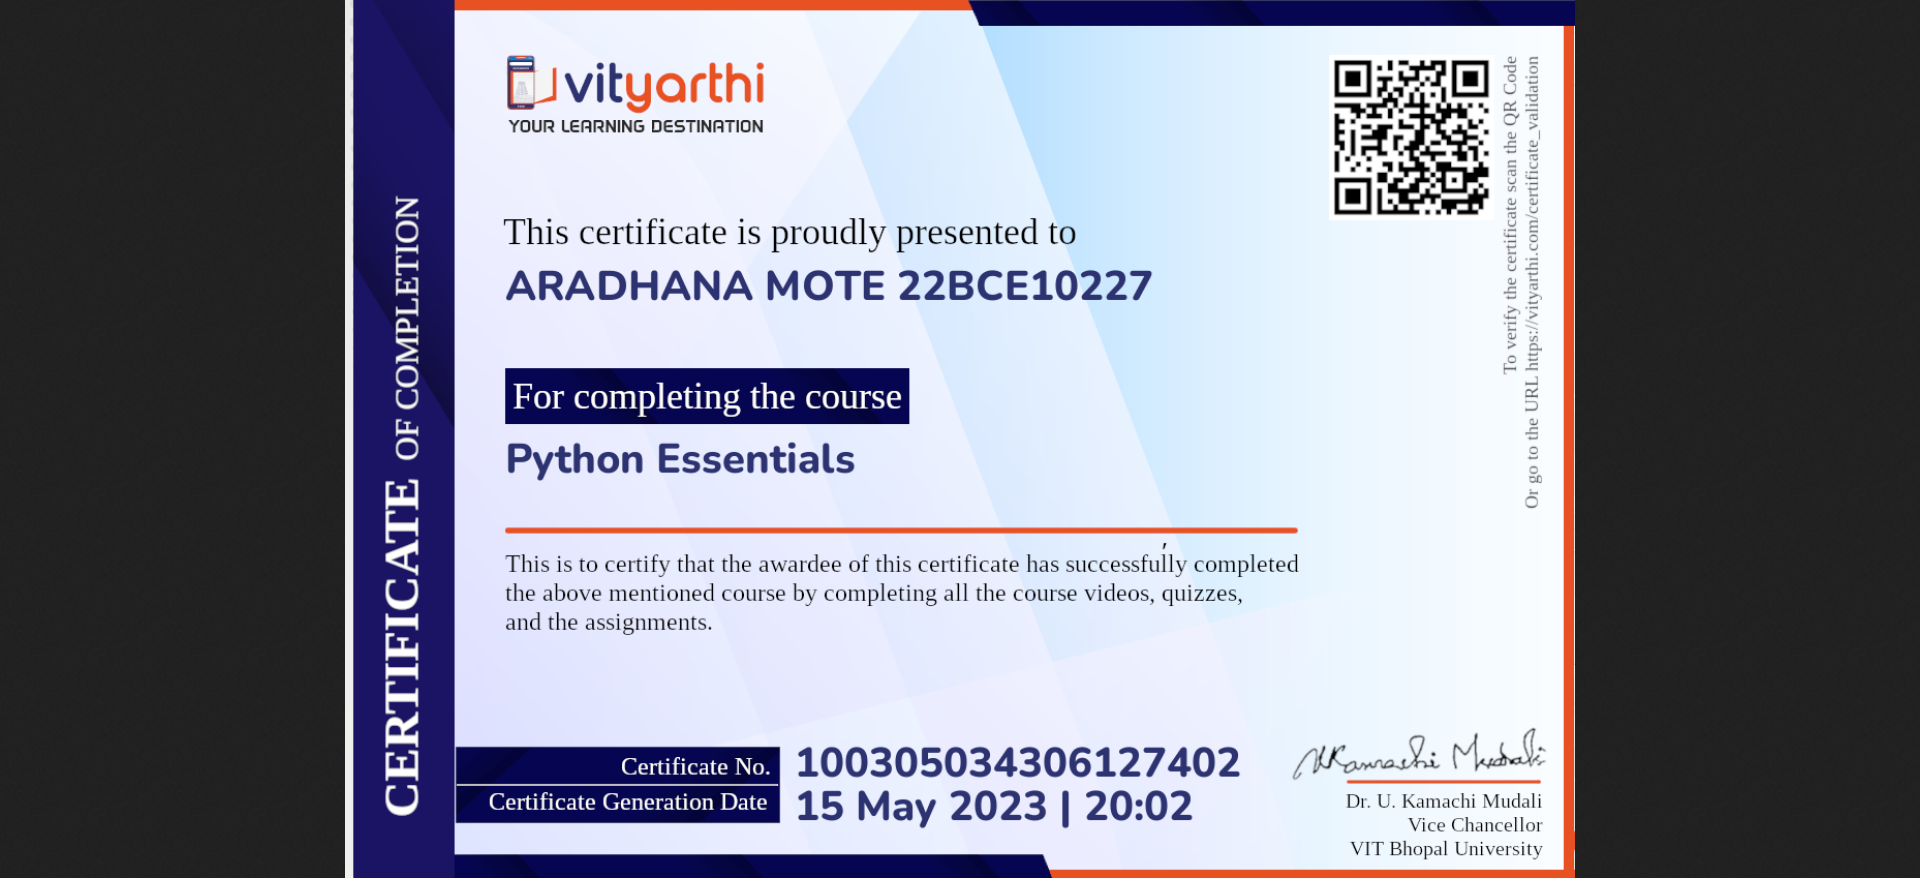 vityarthi
YOUR LEARNING DESTINATION
To verify the certificate scan the QR Code
Or go to the URL https://vityarthi.com/certificate_validation
CERTIFICATE OF COMPLETION
This certificate is proudly presented to
ARADHANA MOTE 22BCE10227
For completing the course
Python Essentials
This is to certify that the awardee of this certificate has successfully completed
the above mentioned course by completing all the course videos, quizzes,
and the assignments.
Certificate No. 100305034306127402
Certificate Generation Date 15 May 2023 | 20:02
Dr. U. Kamachi Mudali
Vice Chancellor
VIT Bhopal University